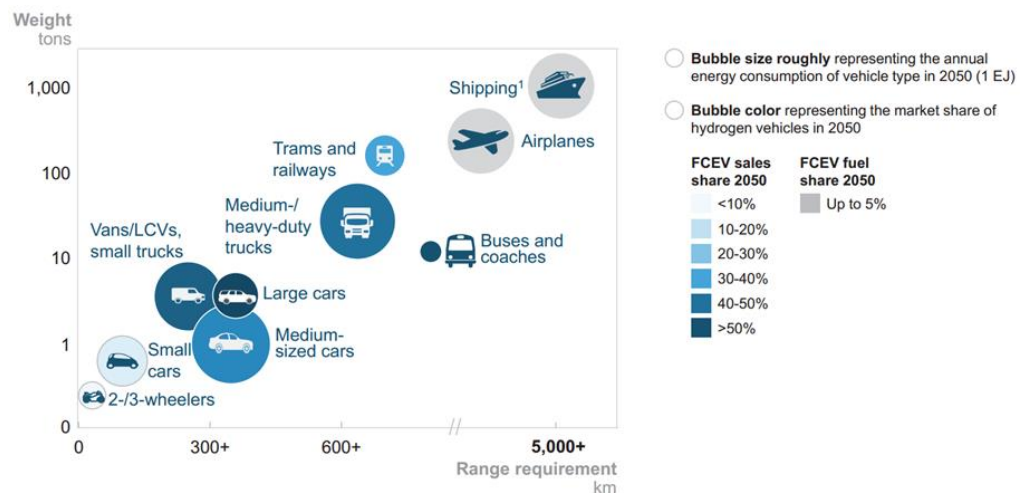 Weight
tons
1,000
100
10
1
0
0
300+
600+
5,000+
Range requirement
km
Shipping¹
Airplanes
Trams and
railways
Medium-/
heavy-duty
trucks
Buses and
coaches
Vans/LCVs,
small trucks
Large cars
Medium-
sized cars
Small
cars
2-/3-wheelers
Bubble size roughly representing the annual
energy consumption of vehicle type in 2050 (1 EJ)
Bubble color representing the market share of
hydrogen vehicles in 2050
FCEV sales
share 2050
<10%
10-20%
20-30%
30-40%
40-50%
>50%
FCEV fuel
share 2050
Up to 5%